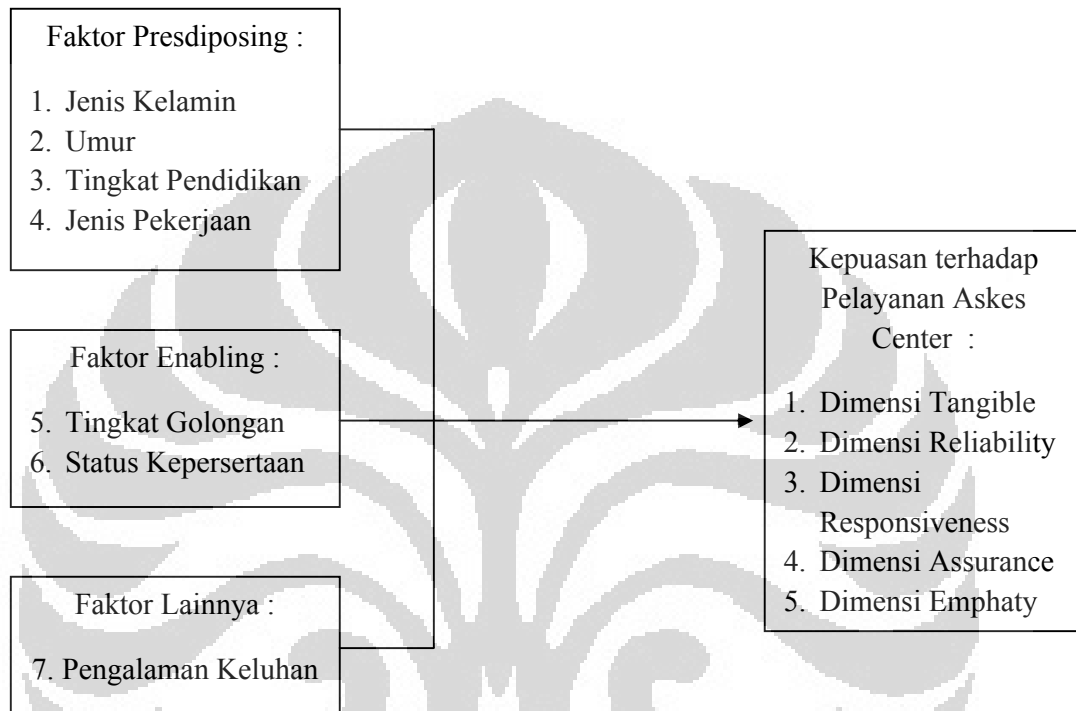 Faktor Presdiposing :
1. Jenis Kelamin
2. Umur
3. Tingkat Pendidikan
4. Jenis Pekerjaan
Faktor Enabling :
5. Tingkat Golongan
6. Status Kepersertaan
Faktor Lainnya :
7. Pengalaman Keluhan
Kepuasan terhadap
Pelayanan Askes
Center :
1. Dimensi Tangible
2. Dimensi Reliability
3. Dimensi
Responsiveness
4. Dimensi Assurance
5. Dimensi Emphaty